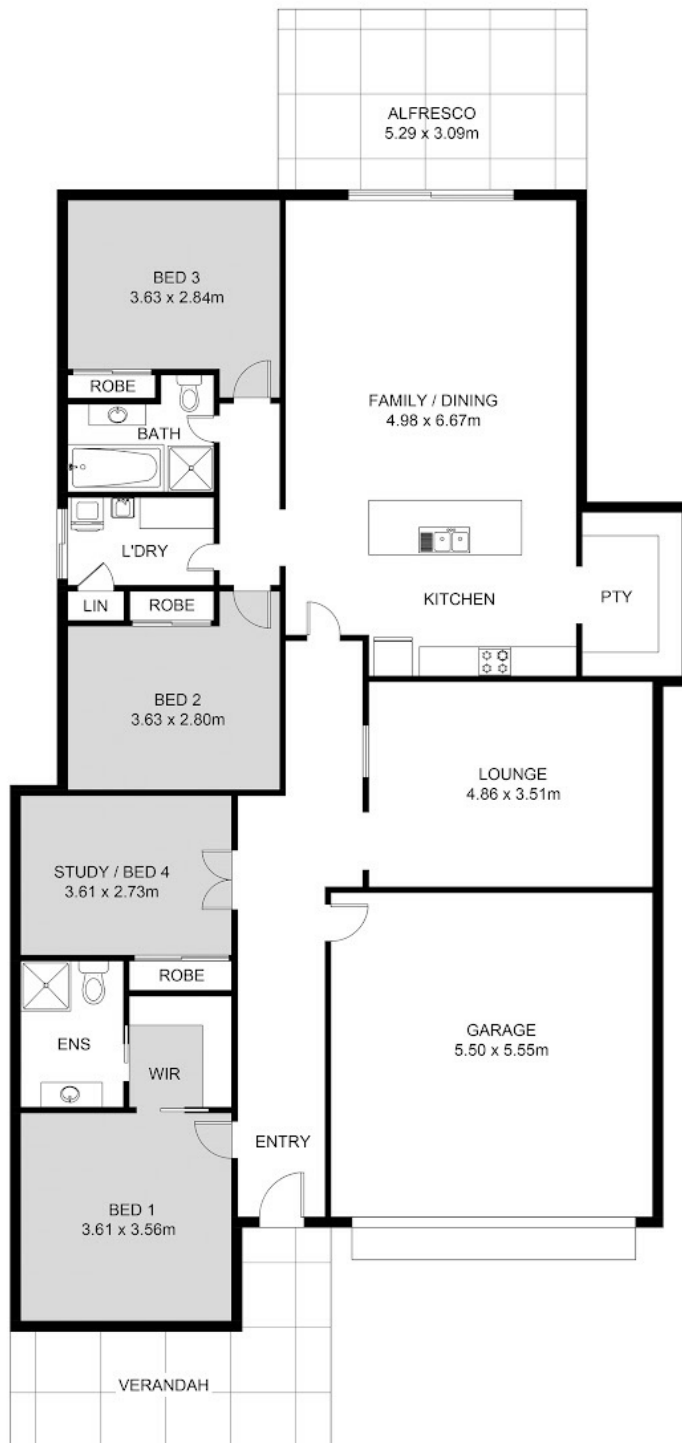 ALFRESCO
5.29 x 3.09m
BED 3
3.63 x 2.84m
ROBE
FAMILY / DINING
4.98 x 6.67m
BATH
L'DRY
LIN
ROBE
KITCHEN
PTY
BED 2
3.63 x 2.80m
LOUNGE
4.86 x 3.51m
STUDY / BED 4
3.61 x 2.73m
ROBE
ENS
WIR
GARAGE
5.50 x 5.55m
ENTRY
BED 1
3.61 x 3.56m
VERANDAH